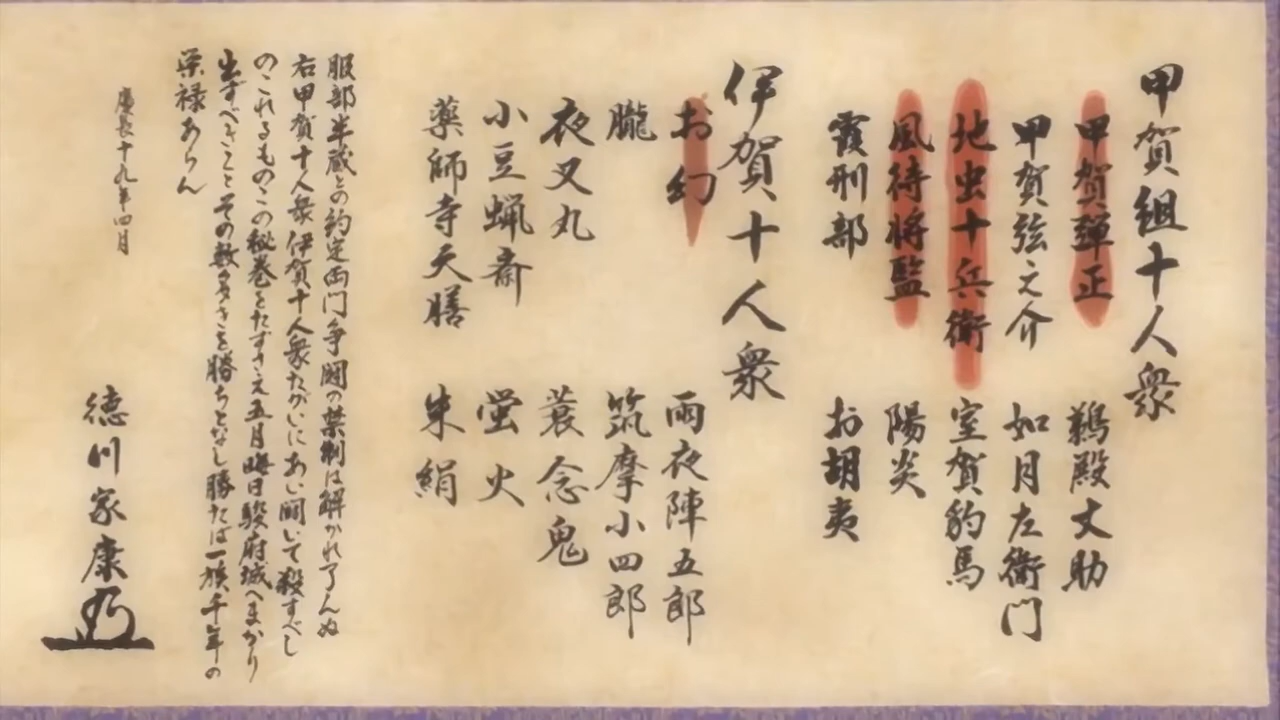 甲賀組十人衆
甲賀弾正
甲賀弦之介
地虫十兵衛
風待将監
霞刑部
鵜殿丈助
如月左衛門
室賀豹馬
陽炎
お胡夷
伊賀十人衆
お幻
朧
夜叉丸
小豆蝋斎
薬師寺天膳
雨夜陣五郎
筑摩小四郎
蓑念鬼
蛍火
朱絹
服部半蔵との約定両門争闘の禁制は解かれ了んぬ
右甲賀十人衆伊賀十人衆たがいにあい闘いて殺すべし
のこれるものこの秘巻をたずさえ五月晦日駿府城へまかり
出ずべきことその数多きを勝ちとなし勝たば一族千年の
栄禄あらん
慶長十九年四月
徳川家康